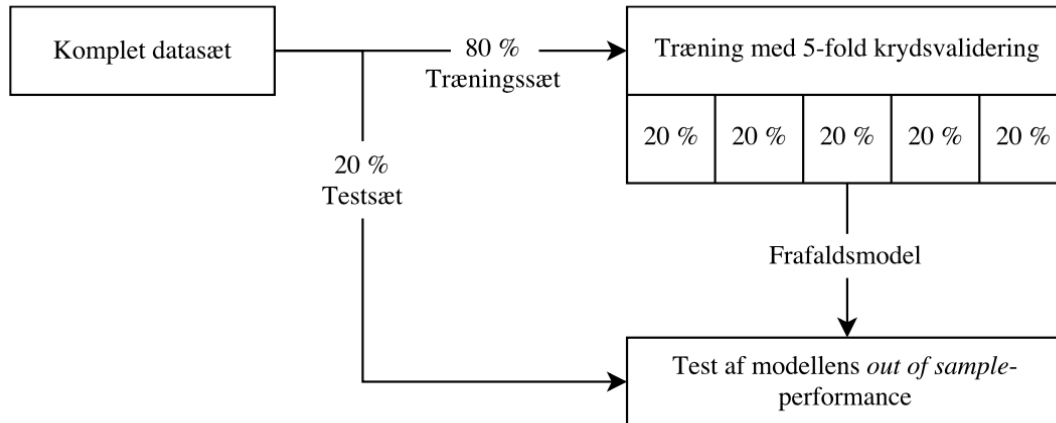 Komplet datasæt
80 %
Træningssæt
Træning med 5-fold krydsvalidering
20 % 20 % 20 % 20 % 20 %
20 %
Testsæt
Frafaldsmodel
Test af modellens out of sample-
performance